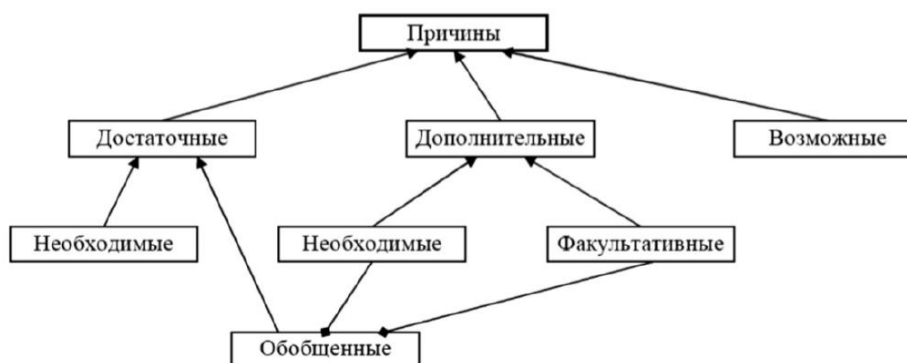 Причины
Достаточные
Дополнительные
Возможные
Необходимые
Необходимые
Факультативные
Обобщенные